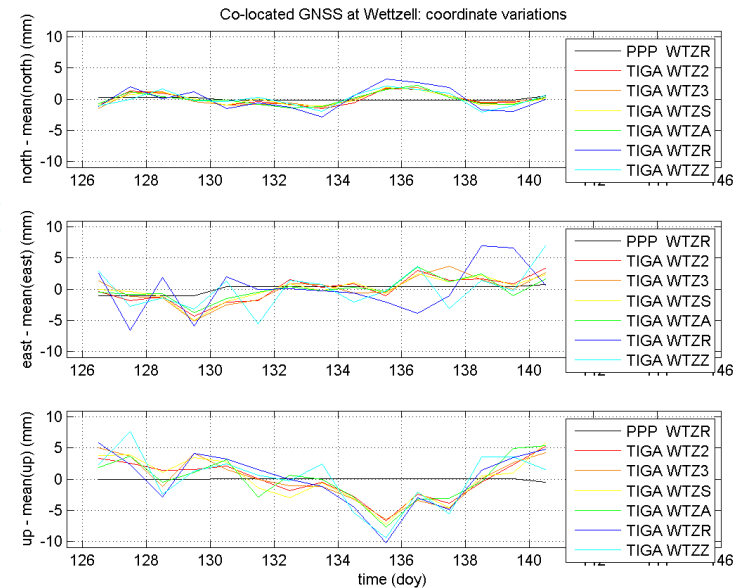 Co-located GNSS at Wettzell: coordinate variations
north - mean(north) (mm)
10
5
0
-5
-10
126 128 130 132 134 136 138 140 46
PPP WTZR
TIGA WTZ2
TIGA WTZ3
TIGA WTZS
TIGA WTZA
TIGA WTZR
TIGA WTZZ
east - mean(east) (mm)
10
5
0
-5
-10
126 128 130 132 134 136 138 140 46
PPP WTZR
TIGA WTZ2
TIGA WTZ3
TIGA WTZS
TIGA WTZA
TIGA WTZR
TIGA WTZZ
up - mean(up) (mm)
10
5
0
-5
-10
126 128 130 132 134 136 138 140 46
PPP WTZR
TIGA WTZ2
TIGA WTZ3
TIGA WTZS
TIGA WTZA
TIGA WTZR
TIGA WTZZ
time (doy)